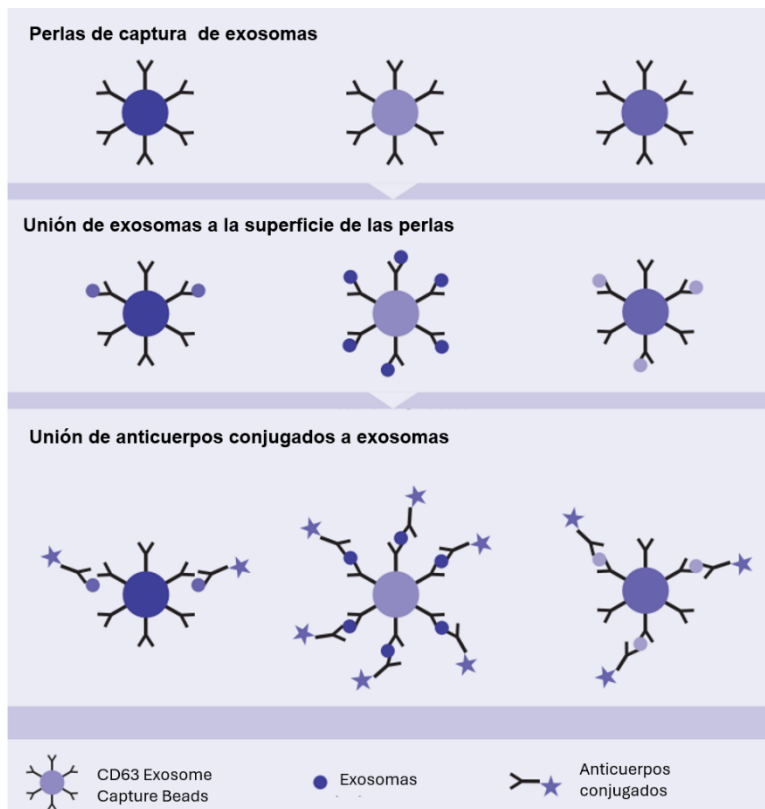 Perlas de captura de exosomas
Unión de exosomas a la superficie de las perlas
Unión de anticuerpos conjugados a exosomas
CD63 Exosome
Capture Beads
Exosomas
Anticuerpos
conjugados